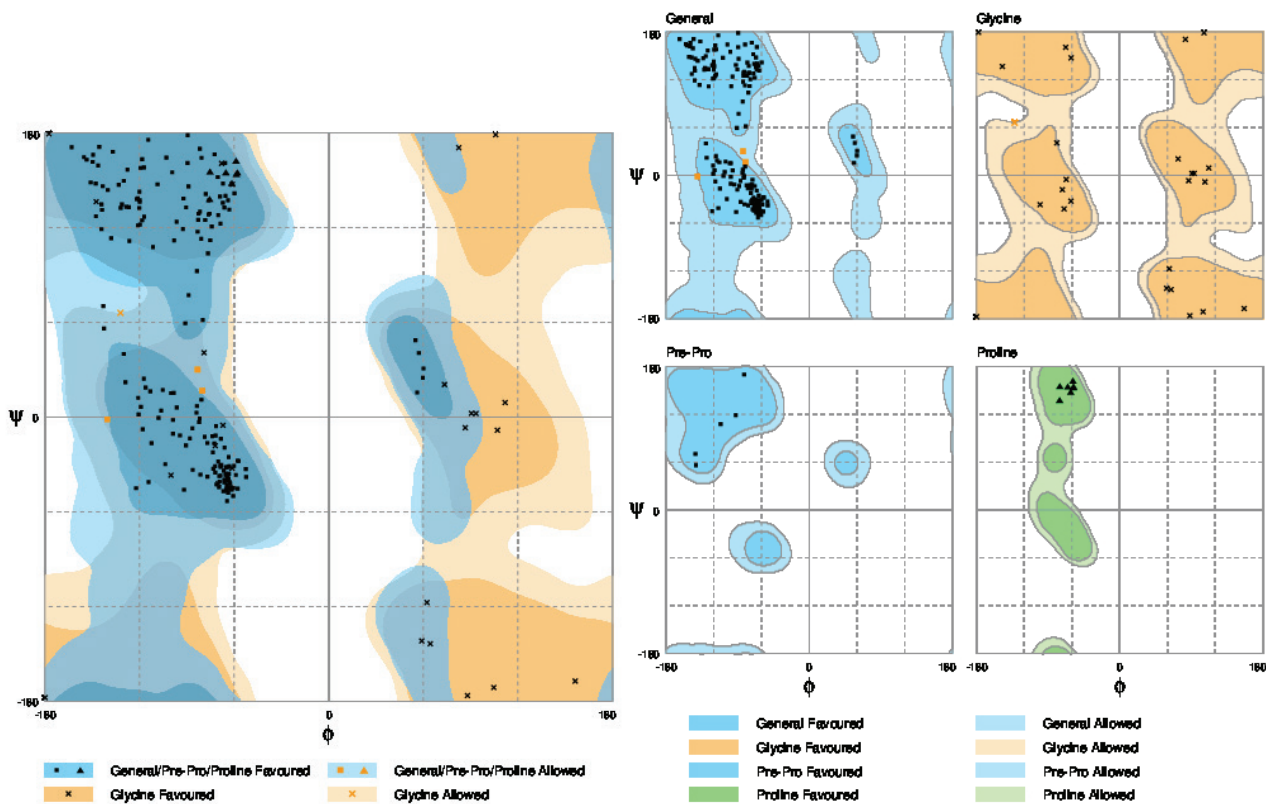 General
Glycine
180
Ψ
0
-180
180
Ψ
0
-180
-180
0
180
Φ
Pre-Pro
Proline
180
Ψ
0
-180
-180
0
180
-180
0
180
Φ
Φ
General/Pre-Pro/Proline Favoured
General/Pre-Pro/Proline Allowed
Glycine Favoured
Glycine Allowed
General Favoured
General Allowed
Glycine Favoured
Glycine Allowed
Pre-Pro Favoured
Pre-Pro Allowed
Proline Favoured
Proline Allowed